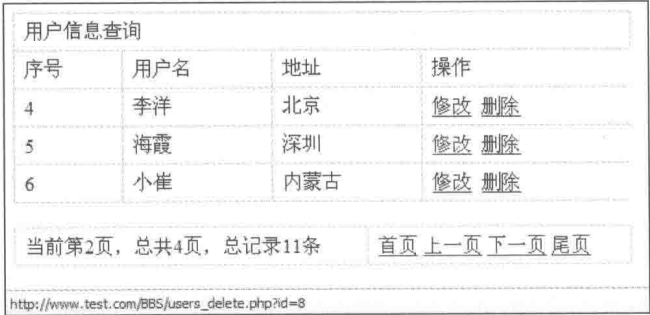 用户信息查询
序号 用户名 地址 操作
4 李洋 北京 修改 删除
5 海霞 深圳 修改 删除
6 小崔 内蒙古 修改 删除
当前第2页，总共4页，总记录11条 首页 上一页 下一页 尾页
http://www.test.com/BBS/users_delete.php?id=8